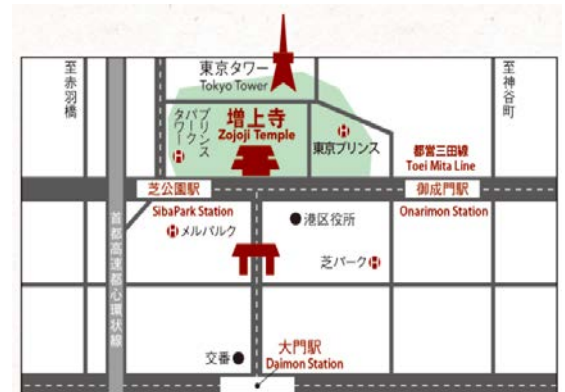 至赤羽橋
東京タワー
Tokyo Tower
至神谷町
プリンス
パーク
タワー
H
増上寺
Zojoji Temple
H
東京プリンス
都営三田線
Toei Mita Line
芝公園駅
御成門駅
SibaPark Station
Onarimon Station
首都高速都心環状線
H メルパルク
港区役所
芝パーク H
交番
大門駅
Daimon Station